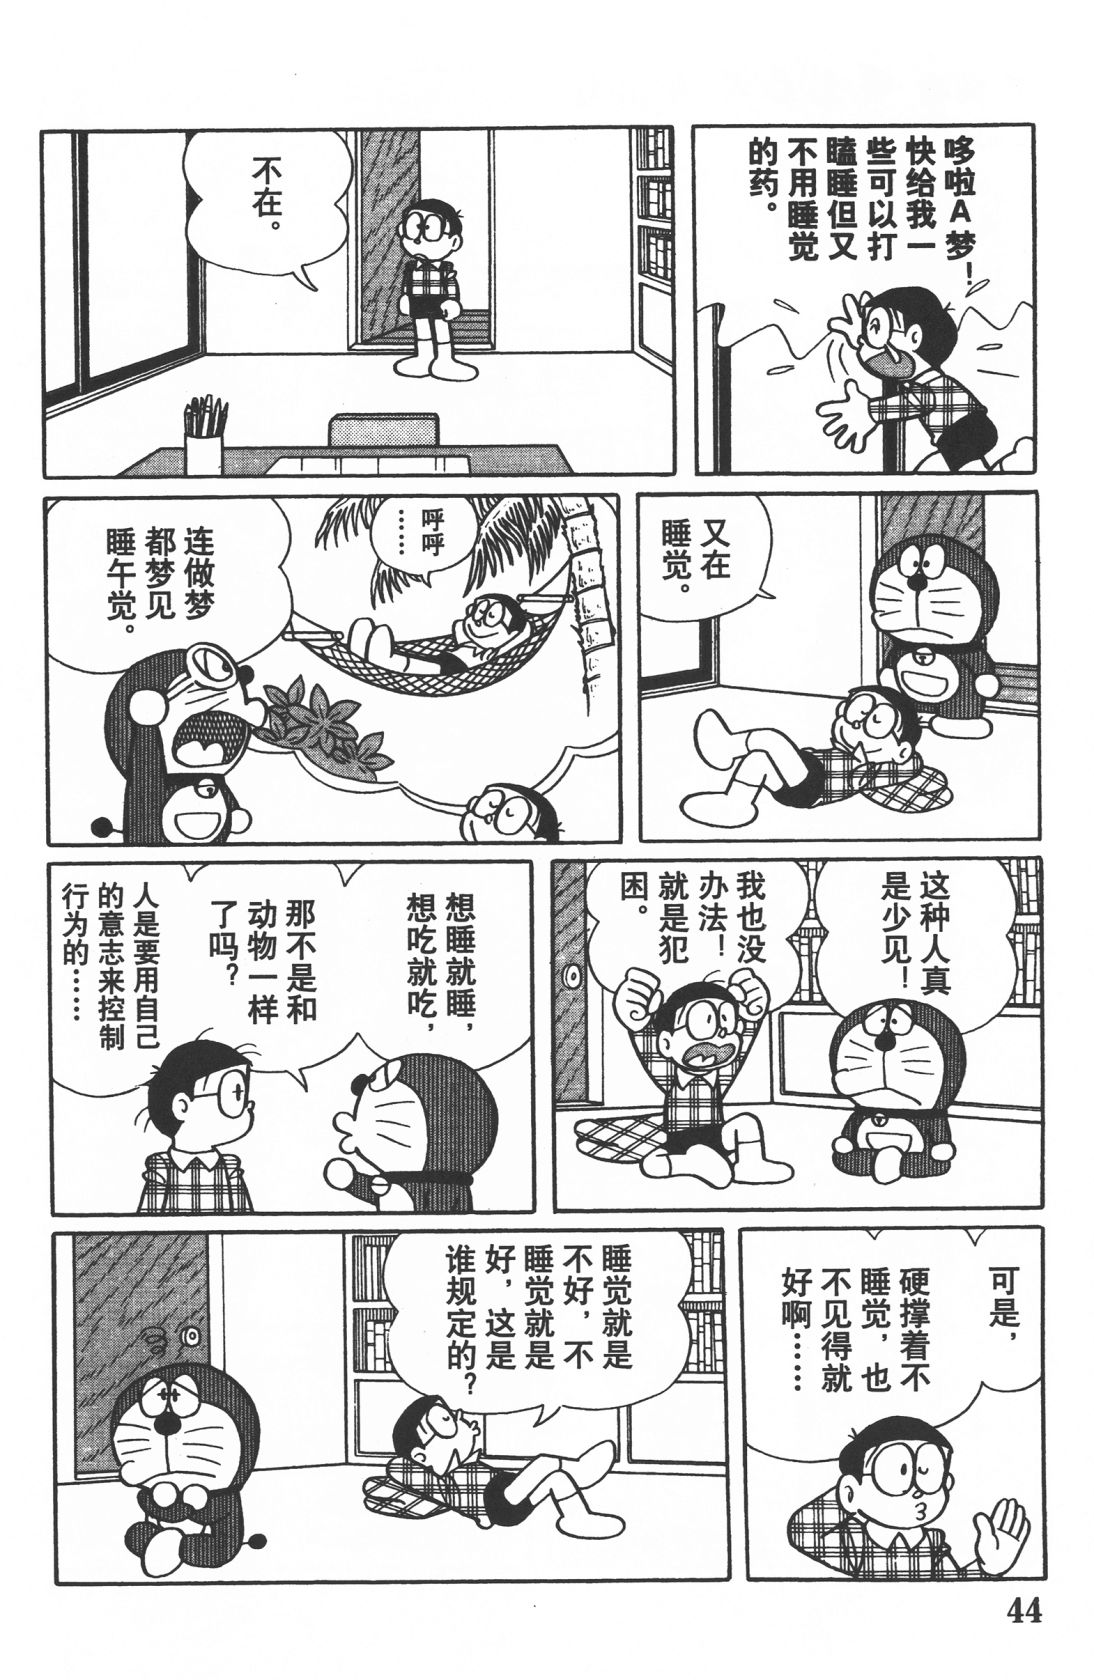 哆啦A梦！
快给我一
些可以打
瞌睡但又
不用睡觉
的药。
不在。
又在
睡觉。
呼呼
……
连做梦
都梦见
睡午觉。
这种人真
是少见！
我也没
办法！
就是犯
困。
想睡就睡，
想吃就吃，
那不是和
动物一样
了吗？
人是要用自己
的意志来控制
行为的……
可是，
硬撑着不
睡觉，也
不见得就
好啊……
睡觉就是
不好，不
睡觉就是
好，这是
谁规定的？
44